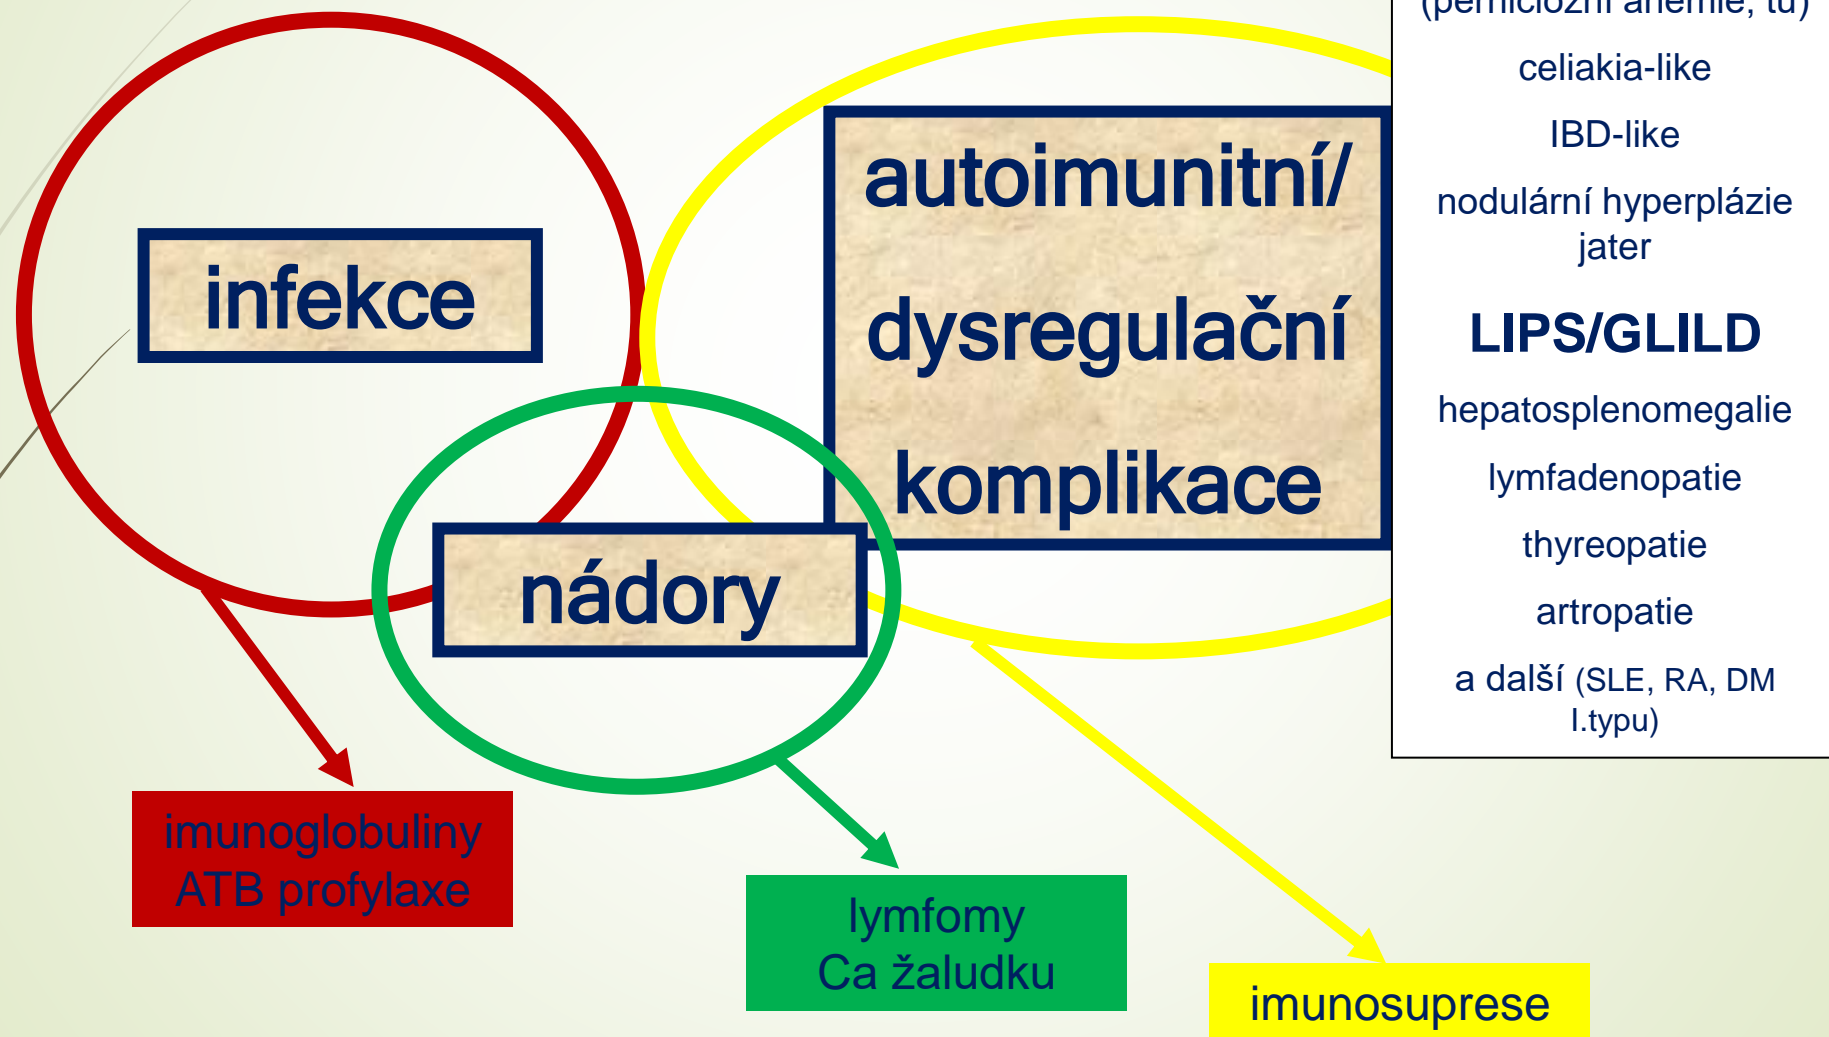 infekce
autoimunitní/
dysregulační
komplikace
nádory
(perniciózní anémie, tu)
celiakia-like
IBD-like
nodulární hyperplázie
jater
LIPS/GLILD
hepatosplenomegalie
lymfadenopatie
thyreopatie
artropatie
a další (SLE, RA, DM
I.typu)
imunoglobuliny
ATB profylaxe
lymfomy
Ca žaludku
imunosuprese